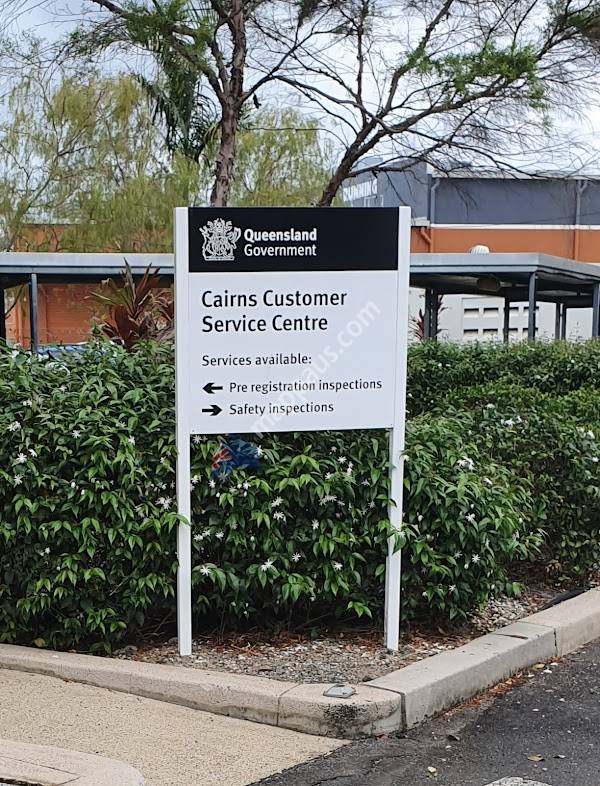 Queensland
Government
Cairns Customer
Service Centre
Services available:
← Pre registration inspections
→ Safety inspections